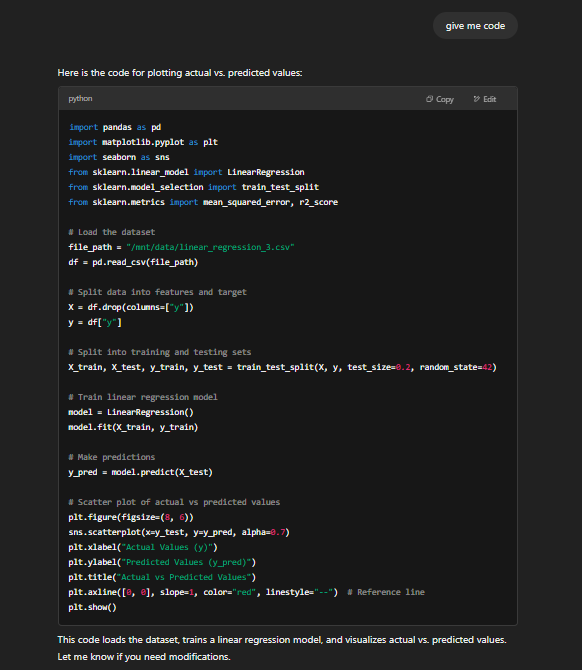 give me code
Here is the code for plotting actual vs. predicted values:
python
Copy
Edit
import pandas as pd
import matplotlib.pyplot as plt
import seaborn as sns
from sklearn.linear_model import LinearRegression
from sklearn.model_selection import train_test_split
from sklearn.metrics import mean_squared_error, r2_score
# Load the dataset
file_path = "/mnt/data/linear_regression_3.csv"
df = pd.read_csv(file_path)
# Split data into features and target
X = df.drop(columns=["y"])
y = df["y"]
# Split into training and testing sets
X_train, X_test, y_train, y_test = train_test_split(X, y, test_size=0.2, random_state=42)
# Train linear regression model
model = LinearRegression()
model.fit(X_train, y_train)
# Make predictions
y_pred = model.predict(X_test)
# Scatter plot of actual vs predicted values
plt.figure(figsize=(8, 6))
sns.scatterplot(x=y_test, y=y_pred, alpha=0.7)
plt.xlabel("Actual Values (y)")
plt.ylabel("Predicted Values (y_pred)")
plt.title("Actual vs Predicted Values")
plt.axline([0, 0], slope=1, color="red", linestyle="--")  # Reference line
plt.show()
This code loads the dataset, trains a linear regression model, and visualizes actual vs. predicted values.
Let me know if you need modifications.